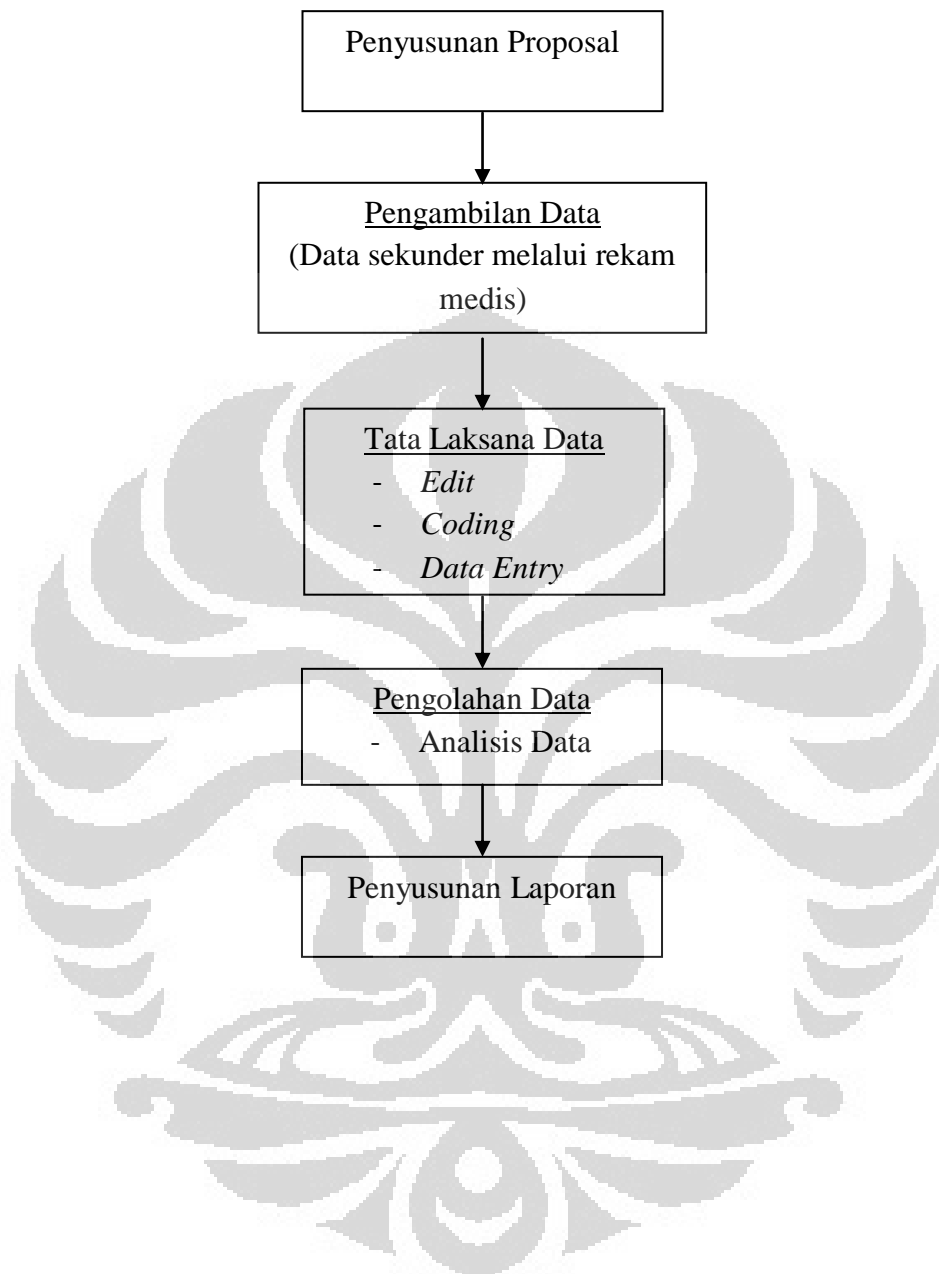 Penyusunan Proposal
Pengambilan Data
(Data sekunder melalui rekam
medis)
Tata Laksana Data
- Edit
- Coding
- Data Entry
Pengolahan Data
- Analisis Data
Penyusunan Laporan